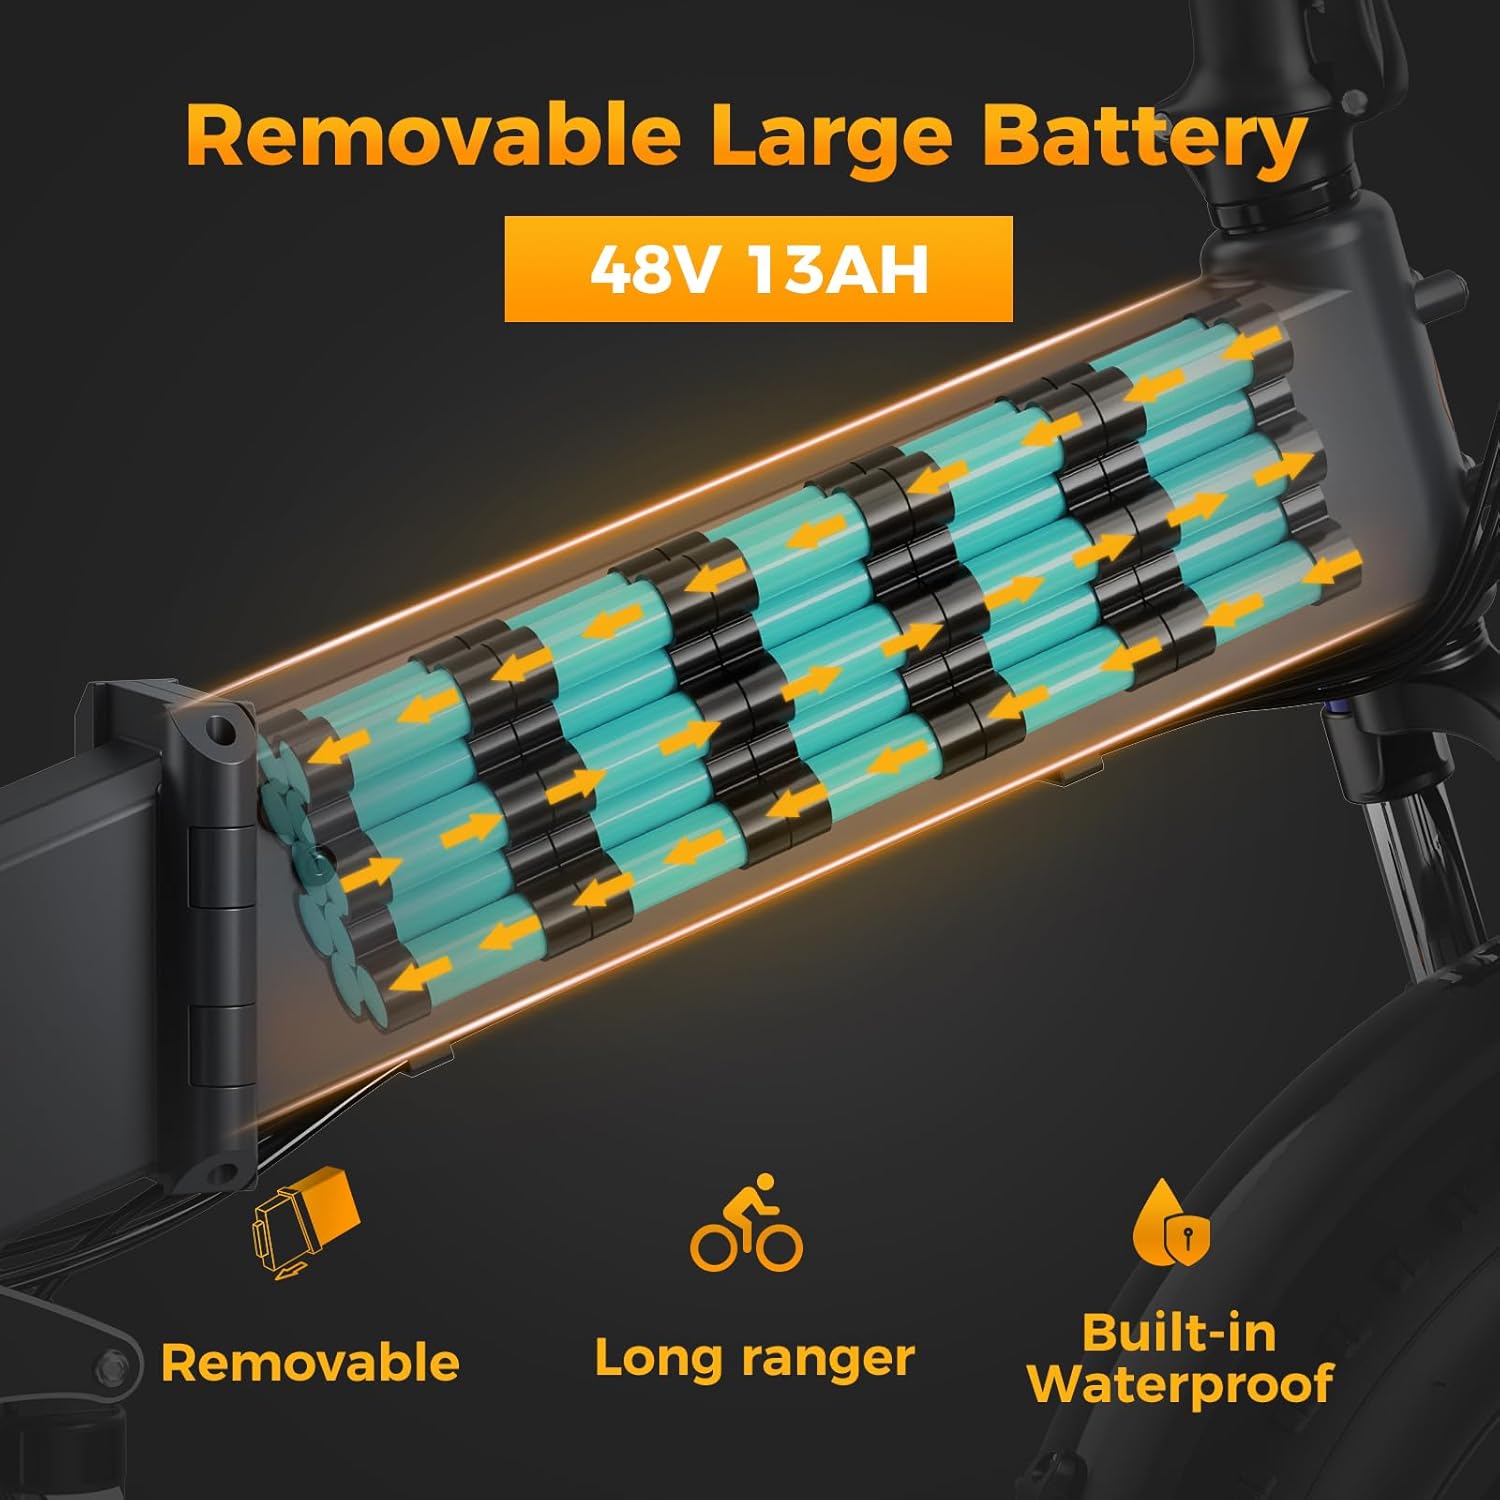 Removable Large Battery
48V 13AH
Removable
Long ranger
Built-in
Waterproof